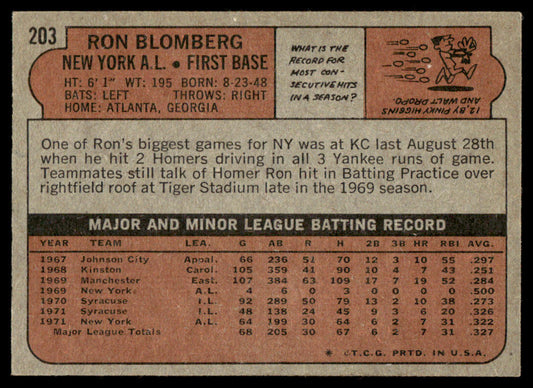 203
RON BLOMBERG
NEW YORK A.L. • FIRST BASE
HT: 6' 1" WT: 195 BORN: 8-23-48
BATS: LEFT THROWS: RIGHT
HOME: ATLANTA, GEORGIA
WHAT IS THE
RECORD FOR
MOST CON-
SECUTIVE HITS
IN A SEASON?
12, BY PINKY HIGGINS
AND WALT DROPO.
One of Ron's biggest games for NY was at KC last August 28th
when he hit 2 Homers driving in all 3 Yankee runs of game.
Teammates still talk of Homer Ron hit in Batting Practice over
rightfield roof at Tiger Stadium late in the 1969 season.
MAJOR AND MINOR LEAGUE BATTING RECORD
YEAR TEAM LEA. G AB R H 2B 3B HR RBI AVG.
1967 Johnson City Appal. 66 236 51 70 12 3 10 55 .297
1968 Kinston Carol. 105 359 41 90 10 4 7 43 .251
1969 Manchester East. 107 384 63 109 17 7 19 52 .284
1969 New York A.L. 4 6 0 3 0 0 0 0 .500
1970 Syracuse I.L. 92 289 50 79 13 2 10 38 .273
1971 Syracuse I.L. 48 138 24 45 9 3 6 20 .326
1971 New York A.L. 64 199 30 64 6 2 7 31 .322
Major League Totals 68 205 30 67 6 2 7 31 .327
* ©T.C.G. PRTD. IN U.S.A.